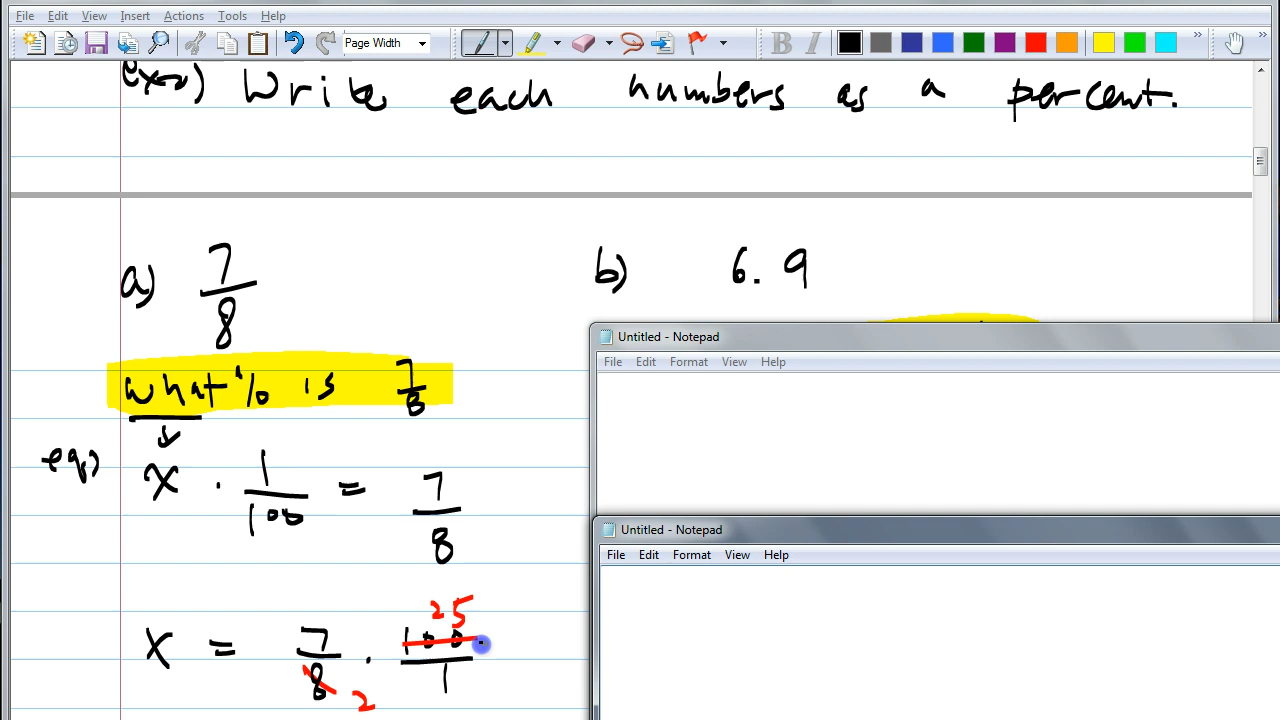 File Edit View Insert Actions Tools Help
Page Width
B I
ex2) Write each numbers as a percent.
a) 7/8
b) 6.9
what % is 7/8
eq)
x · 1/100 = 7/8
x = 7/8 · 100/1
25
2
Untitled - Notepad
File Edit Format View Help
Untitled - Notepad
File Edit Format View Help